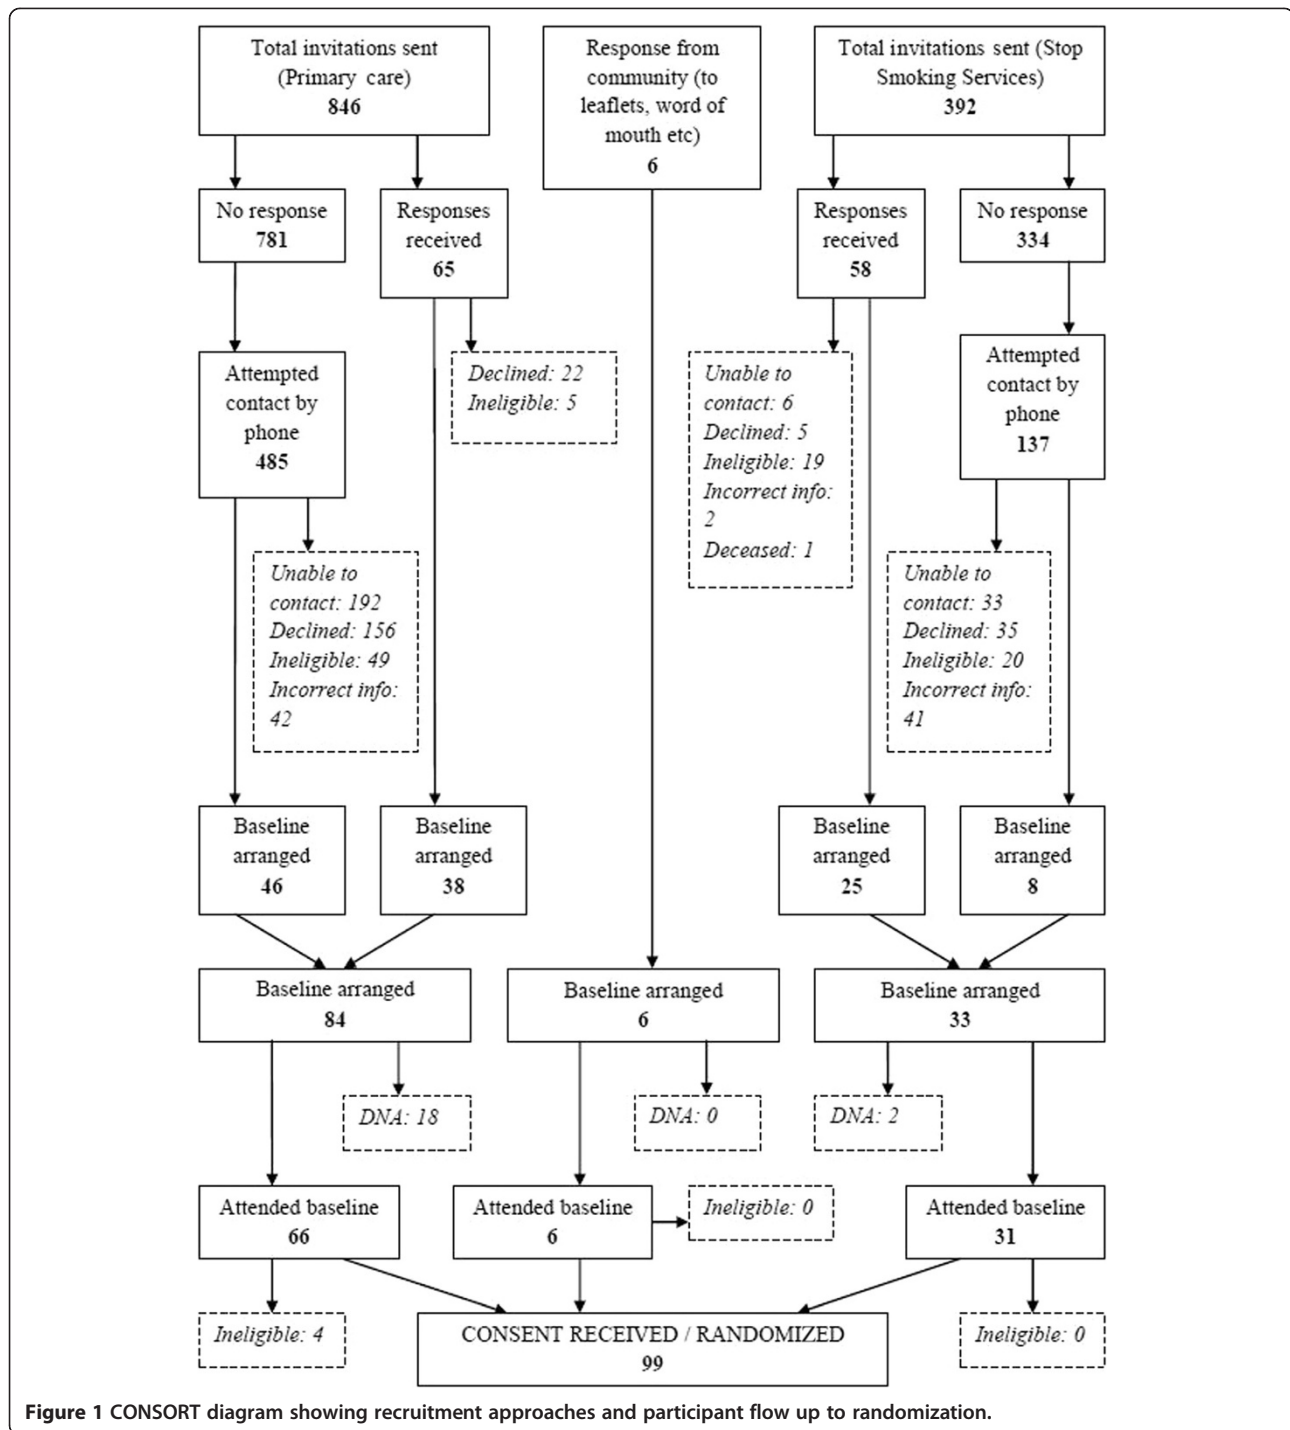 Total invitations sent
(Primary care)
846
Response from
community (to
leaflets, word of
mouth etc)
6
Total invitations sent (Stop
Smoking Services)
392
No response
781
Responses
received
65
Responses
received
58
No response
334
Attempted
contact by
phone
485
Declined: 22
Ineligible: 5
Unable to
contact: 6
Declined: 5
Ineligible: 19
Incorrect info:
2
Deceased: 1
Attempted
contact by
phone
137
Unable to
contact: 192
Declined: 156
Ineligible: 49
Incorrect info:
42
Unable to
contact: 33
Declined: 35
Ineligible: 20
Incorrect info:
41
Baseline
arranged
46
Baseline
arranged
38
Baseline
arranged
25
Baseline
arranged
8
Baseline arranged
84
Baseline arranged
6
Baseline arranged
33
DNA: 18
DNA: 0
DNA: 2
Attended baseline
66
Attended baseline
6
Ineligible: 0
Attended baseline
31
Ineligible: 4
CONSENT RECEIVED / RANDOMIZED
99
Ineligible: 0
Figure 1 CONSORT diagram showing recruitment approaches and participant flow up to randomization.